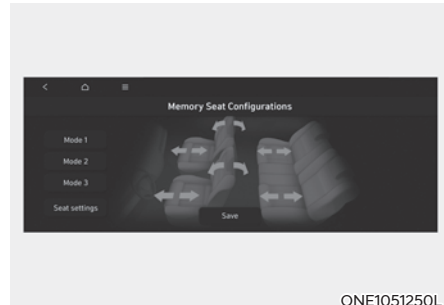 Memory Seat Configurations
Mode 1
Mode 2
Mode 3
Seat settings
Save
ONE1051250L